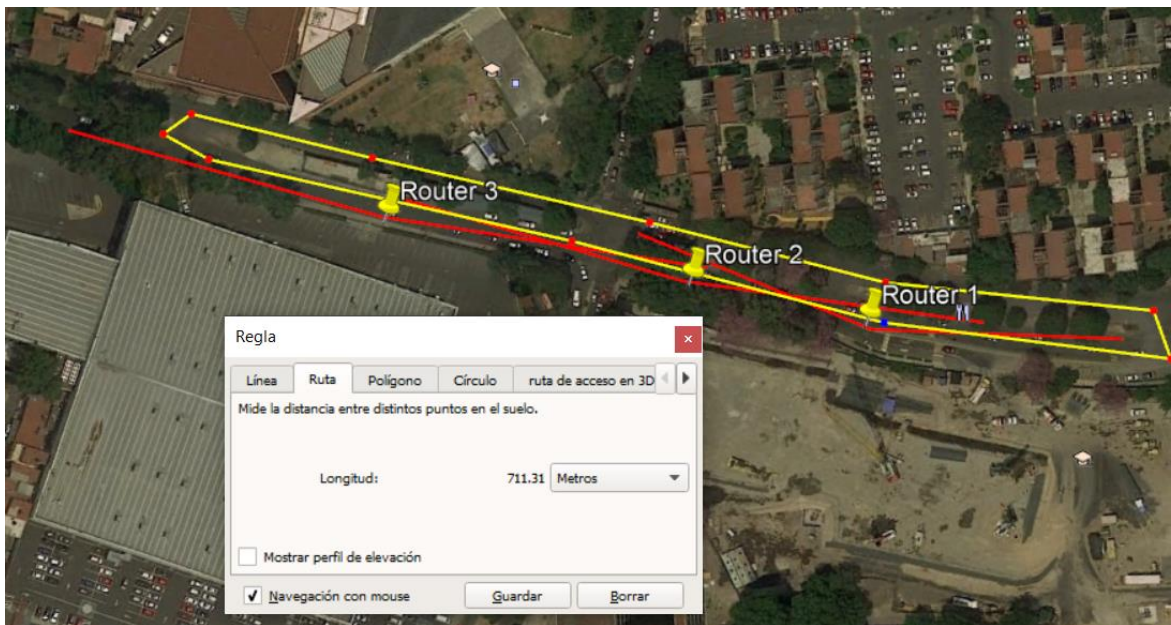 Router 3
Router 2
Router 1
Regla
Línea Ruta Polígono Círculo ruta de acceso en 3D
Mide la distancia entre distintos puntos en el suelo.
Longitud: 711.31 Metros
Mostrar perfil de elevación
Navegación con mouse Guardar Borrar